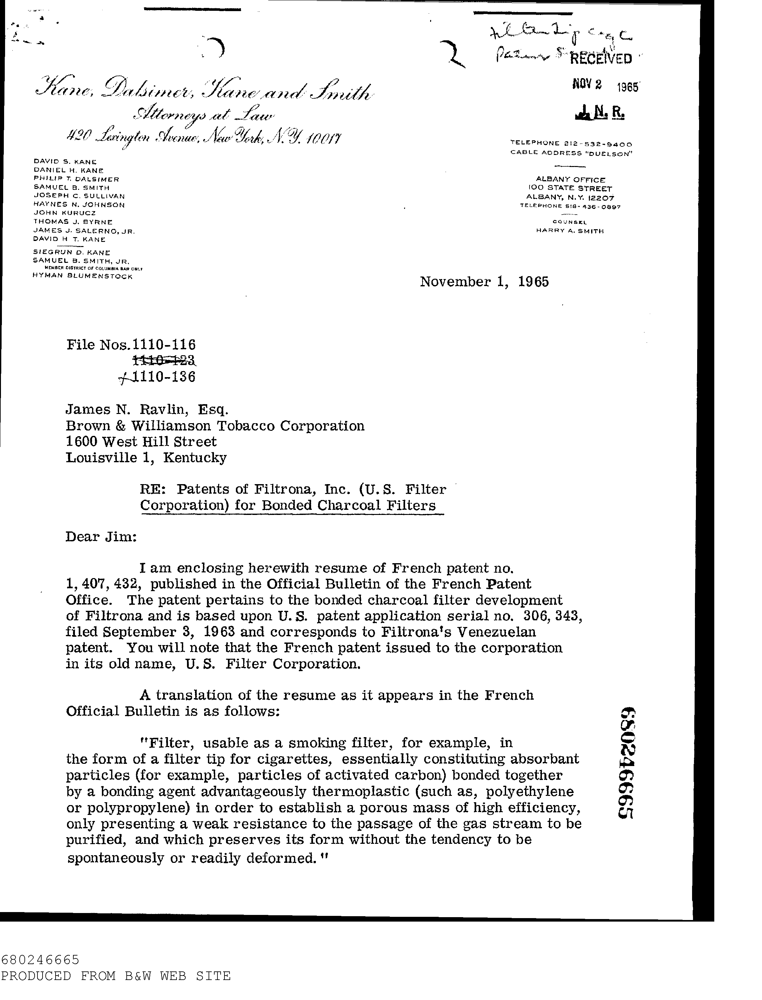 RECEIVED
NOV 2 1965
J. N. R.
Kane, Dalsimer, Kane and Smith
Attorneys at Law
420 Lexington Avenue, New York, N. Y. 10017
TELEPHONE 212-532-9400
CABLE ADDRESS "DUELSON"
ALBANY OFFICE
100 STATE STREET
ALBANY, N.Y. 12207
TELEPHONE 518-436-0897
COUNSEL
HARRY A. SMITH
DAVID S. KANE
DANIEL H. KANE
PHILIP T. DALSIMER
SAMUEL B. SMITH
JOSEPH C. SULLIVAN
HAYNES N. JOHNSON
JOHN KURUCZ
THOMAS J. BYRNE
JAMES J. SALERNO, JR.
DAVID H. T. KANE
SIEGRUN D. KANE
SAMUEL B. SMITH, JR.
MEMBER DISTRICT OF COLUMBIA BAR ONLY
HYMAN BLUMENSTOCK
November 1, 1965
File Nos. 1110-116
1110-123
1110-136
James N. Ravlin, Esq.
Brown & Williamson Tobacco Corporation
1600 West Hill Street
Louisville 1, Kentucky
RE: Patents of Filtrona, Inc. (U. S. Filter
Corporation) for Bonded Charcoal Filters
Dear Jim:
I am enclosing herewith resume of French patent no.
1, 407, 432, published in the Official Bulletin of the French Patent
Office. The patent pertains to the bonded charcoal filter development
of Filtrona and is based upon U. S. patent application serial no. 306, 343,
filed September 3, 1963 and corresponds to Filtrona's Venezuelan
patent. You will note that the French patent issued to the corporation
in its old name, U. S. Filter Corporation.
A translation of the resume as it appears in the French
Official Bulletin is as follows:
"Filter, usable as a smoking filter, for example, in
the form of a filter tip for cigarettes, essentially constituting absorbant
particles (for example, particles of activated carbon) bonded together
by a bonding agent advantageously thermoplastic (such as, polyethylene
or polypropylene) in order to establish a porous mass of high efficiency,
only presenting a weak resistance to the passage of the gas stream to be
purified, and which preserves its form without the tendency to be
spontaneously or readily deformed."
680246665
680246665
PRODUCED FROM B&W WEB SITE